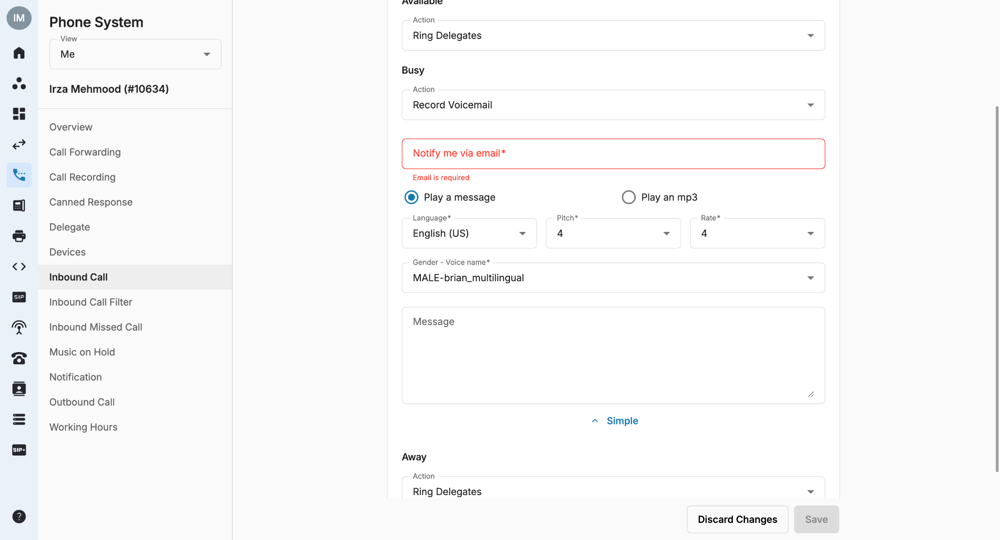 IM
Phone System
View
Me
Irza Mehmood (#10634)
Overview
Call Forwarding
Call Recording
Canned Response
Delegate
Devices
Inbound Call
Inbound Call Filter
Inbound Missed Call
Music on Hold
Notification
Outbound Call
Working Hours
SIP
SIP+
?
Available
Action
Ring Delegates
Busy
Action
Record Voicemail
Notify me via email*
Email is required
Play a message
Play an mp3
Language*
English (US)
Pitch*
4
Rate*
4
Gender - Voice name*
MALE-brian_multilingual
Message
Simple
Away
Action
Ring Delegates
Discard Changes
Save